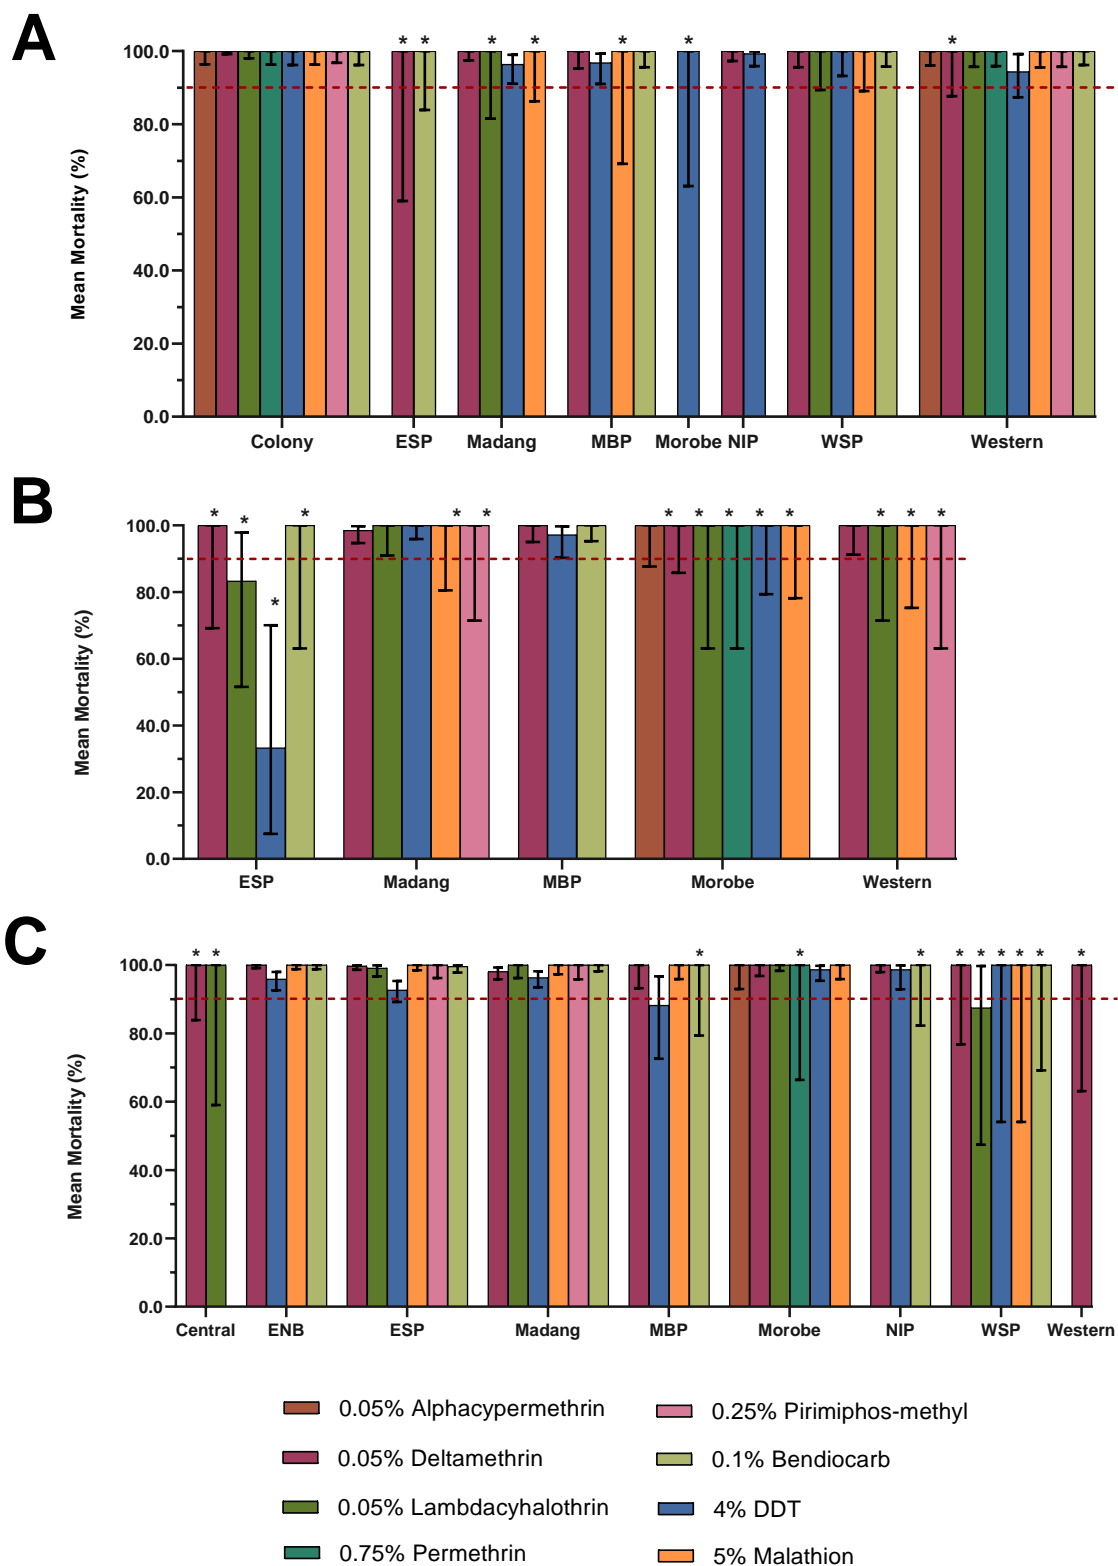 A
* * * * * * *
100.0
80.0
60.0
40.0
20.0
0.0
Mean Mortality (%)
Colony ESP Madang MBP Morobe NIP WSP Western
B
* * * * * * * * * * * * * *
100.0
80.0
60.0
40.0
20.0
0.0
Mean Mortality (%)
ESP Madang MBP Morobe Western
C
* * * * * * * * * * *
100.0
80.0
60.0
40.0
20.0
0.0
Mean Mortality (%)
Central ENB ESP Madang MBP Morobe NIP WSP Western
0.05% Alphacypermethrin 0.25% Pirimiphos-methyl
0.05% Deltamethrin 0.1% Bendiocarb
0.05% Lambdacyhalothrin 4% DDT
0.75% Permethrin 5% Malathion